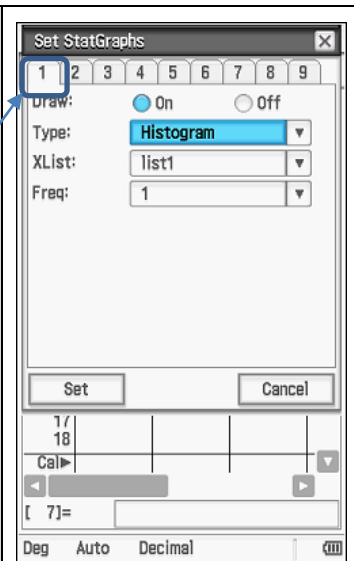 Set StatGraphs
1 2 3 4 5 6 7 8 9
Draw: On Off
Type: Histogram
XList: list1
Freq: 1
Set Cancel
17
18
Cal
[ 7]=
Deg Auto Decimal